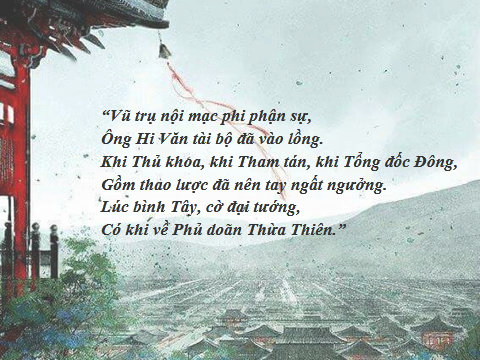 “Vũ trụ nội mạc phi phận sự,
Ông Hi Văn tài bộ đã vào lồng.
Khi Thủ khoa, khi Tham tán, khi Tổng đốc Đông,
Gồm thao lược đã nên tay ngất ngưởng.
Lúc bình Tây, cờ đại tướng,
Có khi về Phủ doãn Thừa Thiên.”